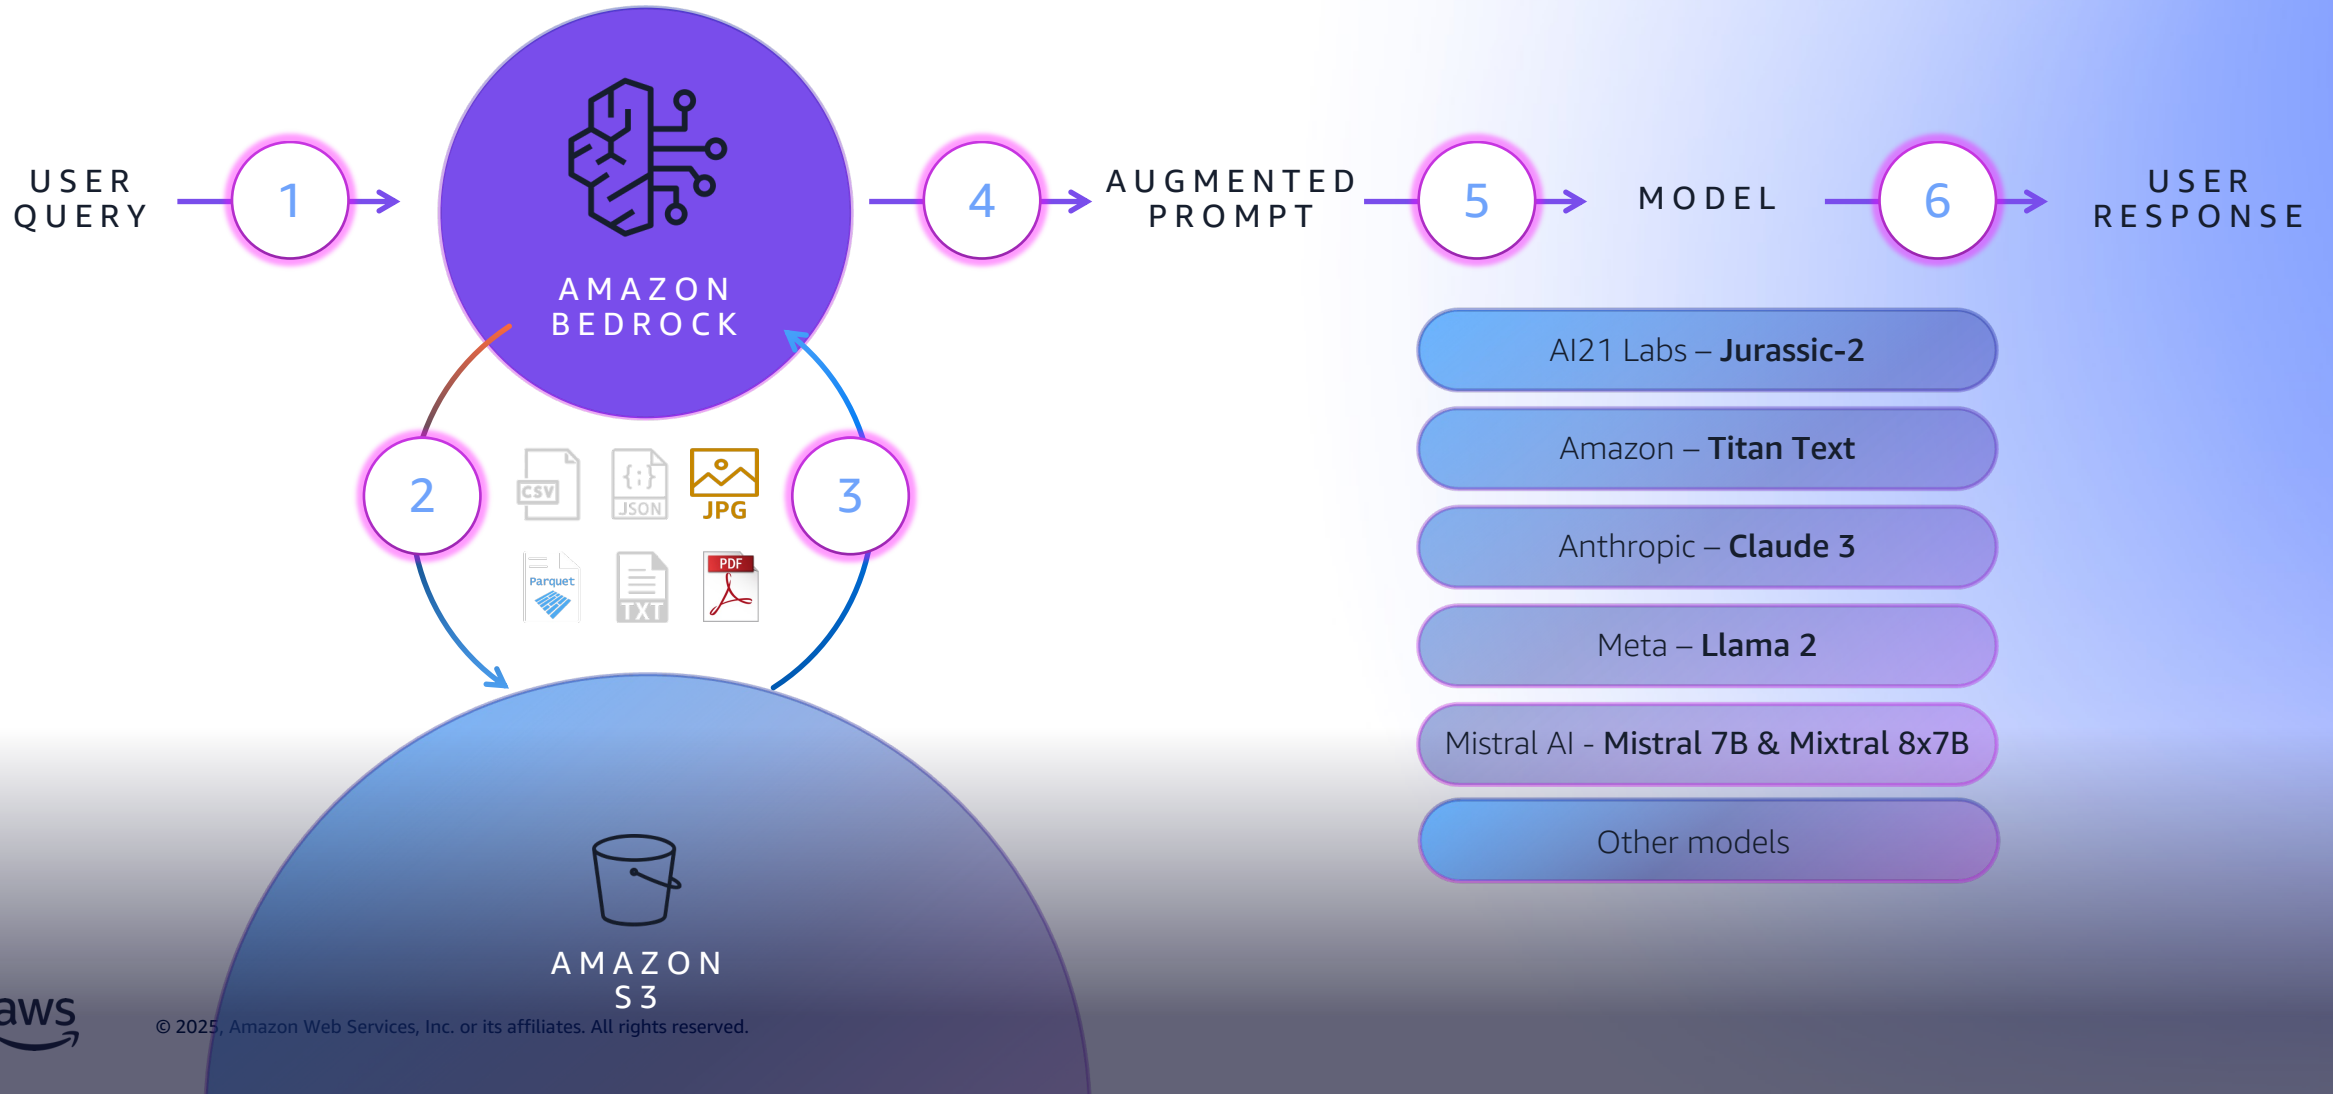 USER
QUERY
1
AMAZON
BEDROCK
4
AUGMENTED
PROMPT
5
MODEL
6
USER
RESPONSE
2
CSV
{;}
JSON
JPG
3
Parquet
TXT
PDF
AI21 Labs – Jurassic-2
Amazon – Titan Text
Anthropic – Claude 3
Meta – Llama 2
Mistral AI - Mistral 7B & Mixtral 8x7B
Other models
AMAZON
S3
aws
© 2025, Amazon Web Services, Inc. or its affiliates. All rights reserved.